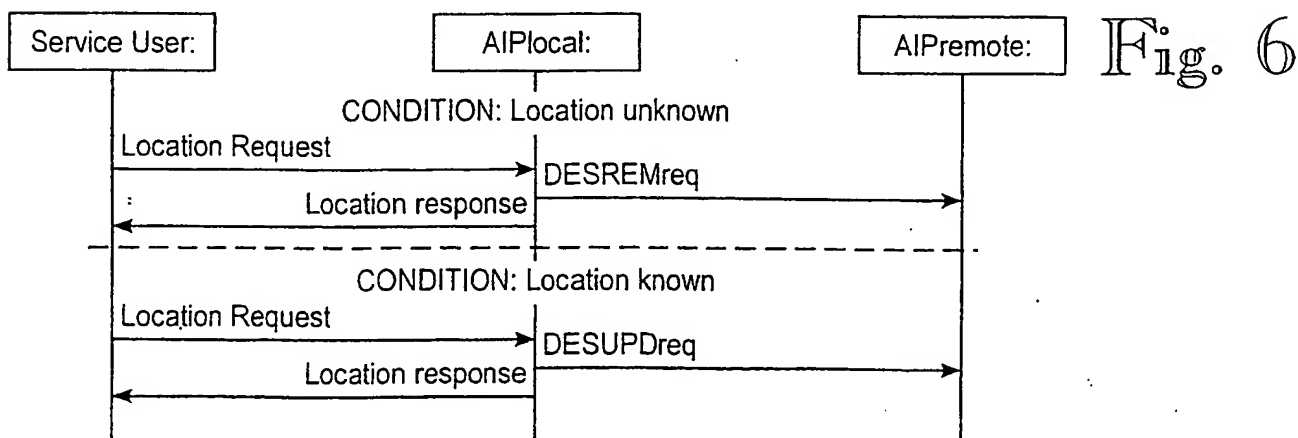 Service User:
AIPlocal:
AIPremote:
Fig. 6
CONDITION: Location unknown
Location Request
DESREMreq
Location response
CONDITION: Location known
Location Request
DESUPDreq
Location response